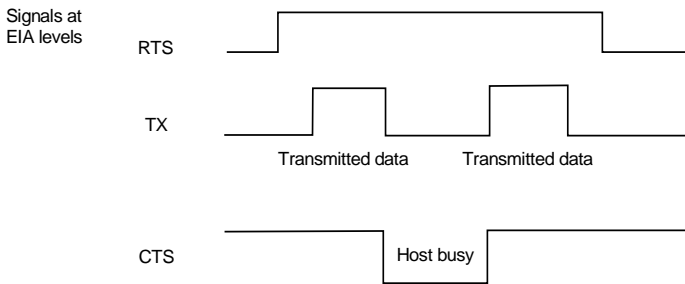 Signals at
EIA levels
RTS
TX
Transmitted data Transmitted data
CTS
Host busy